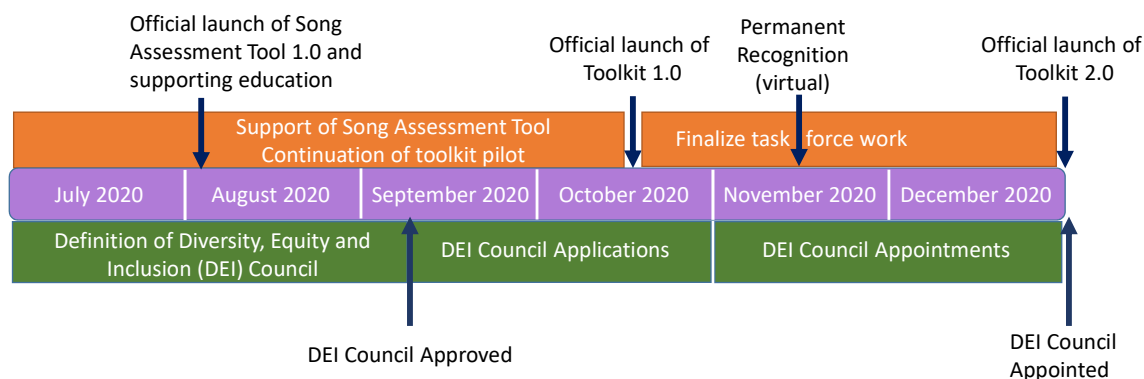 Official launch of Song
Assessment Tool 1.0 and
supporting education
Official launch of
Toolkit 1.0
Permanent
Recognition
(virtual)
Official launch of
Toolkit 2.0
Support of Song Assessment Tool
Continuation of toolkit pilot
Finalize task force work
July 2020
August 2020
September 2020
October 2020
November 2020
December 2020
Definition of Diversity, Equity and
Inclusion (DEI) Council
DEI Council Applications
DEI Council Appointments
DEI Council Approved
DEI Council
Appointed